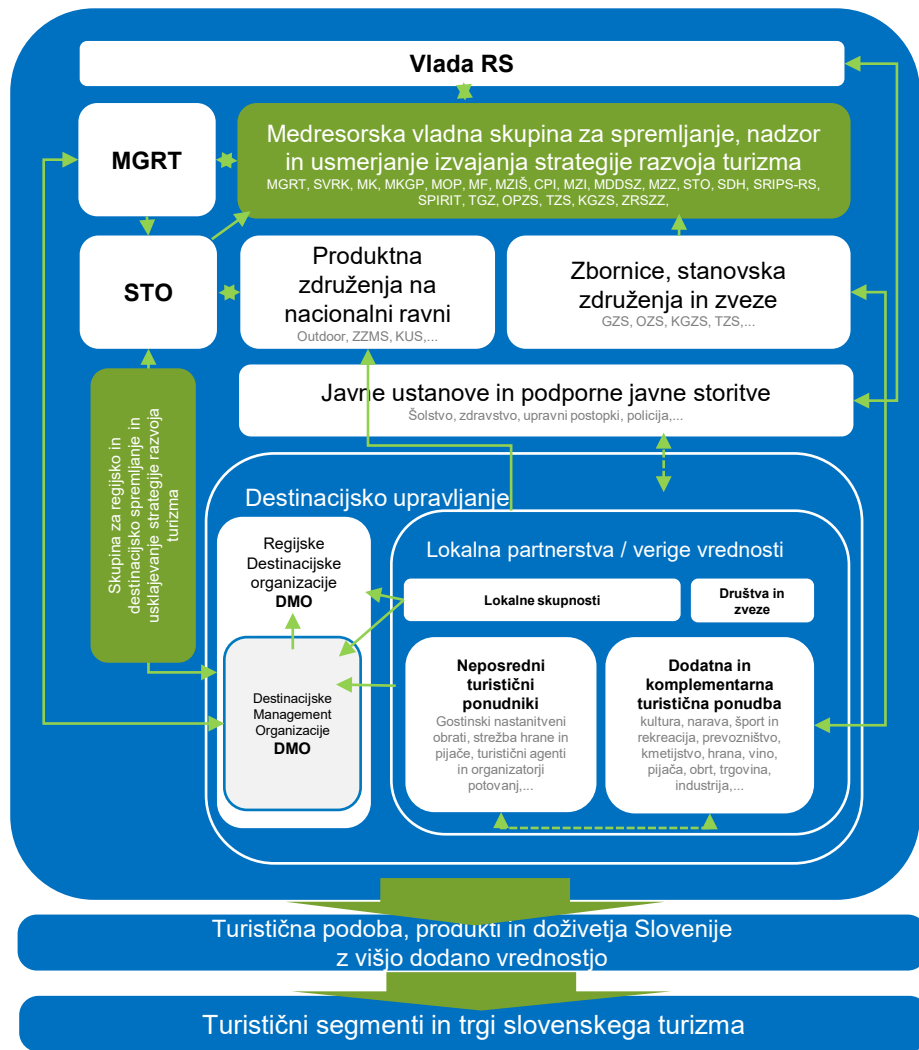 Vlada RS
MGRT
Medresorska vladna skupina za spremljanje, nadzor
in usmerjanje izvajanja strategije razvoja turizma
MGRT, SVRK, MK, MKGP, MOP, MF, MZIŠ, CPI, MZI, MDDSZ, MZZ, STO, SDH, SRIPS-RS,
SPIRIT, TGZ, OPZS, TZS, KGZS, ZRSZZ,
STO
Produktna
združenja na
nacionalni ravni
Outdoor, ZZMS, KUS,...
Zbornice, stanovska
združenja in zveze
GZS, OZS, KGZS, TZS,...
Javne ustanove in podporne javne storitve
Šolstvo, zdravstvo, upravni postopki, policija,...
Skupina za regijsko in
destinacijsko spremljanje in
usklajevanje strategije razvoja
turizma
Destinacijsko upravljanje
Regijske
Destinacijske
organizacije
DMO
Destinacijske
Management
Organizacije
DMO
Lokalna partnerstva / verige vrednosti
Lokalne skupnosti
Društva in
zveze
Neposredni
turistični
ponudniki
Gostinski nastanitveni
obrati, strežba hrane in
pijače, turistični agenti
in organizatorji
potovanj,...
Dodatna in
komplementarna
turistična ponudba
kultura, narava, šport in
rekreacija, prevozništvo,
kmetijstvo, hrana, vino,
pijača, obrt, trgovina,
industrija,...
Turistična podoba, produkti in doživetja Slovenije
z višjo dodano vrednostjo
Turistični segmenti in trgi slovenskega turizma